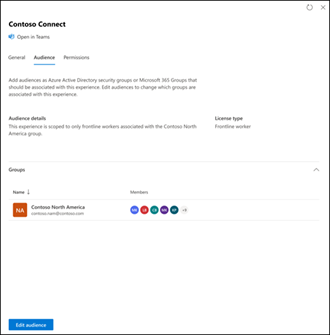 Contoso Connect
Open in Teams
General Audience Permissions
Add audiences as Azure Active Directory security groups or Microsoft 365 Groups that
should be associated with this experience. Edit audiences to change which groups are
associated with this experience.
Audience details
License type
This experience is scoped to only frontline workers associated with the Contoso North
America group.
Frontline worker
Groups
Name ↓ Members
NA
Contoso North America
contoso.nam@contoso.com
Edit audience